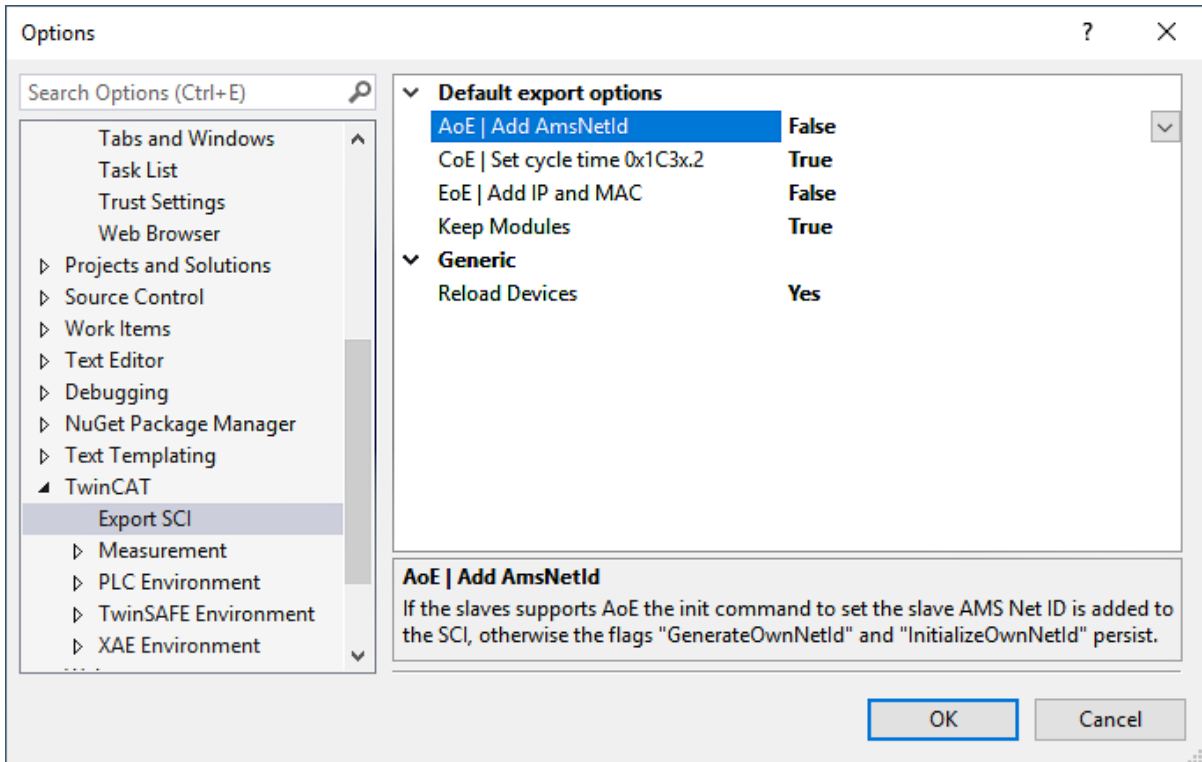 Options
?
Search Options (Ctrl+E)
Tabs and Windows
Task List
Trust Settings
Web Browser
Projects and Solutions
Source Control
Work Items
Text Editor
Debugging
NuGet Package Manager
Text Templating
TwinCAT
Export SCI
Measurement
PLC Environment
TwinSAFE Environment
XAE Environment
Default export options
AoE | Add AmsNetId False
CoE | Set cycle time 0x1C3x.2 True
EoE | Add IP and MAC False
Keep Modules True
Generic
Reload Devices Yes
AoE | Add AmsNetId
If the slaves supports AoE the init command to set the slave AMS Net ID is added to
the SCI, otherwise the flags "GenerateOwnNetId" and "InitializeOwnNetId" persist.
OK Cancel